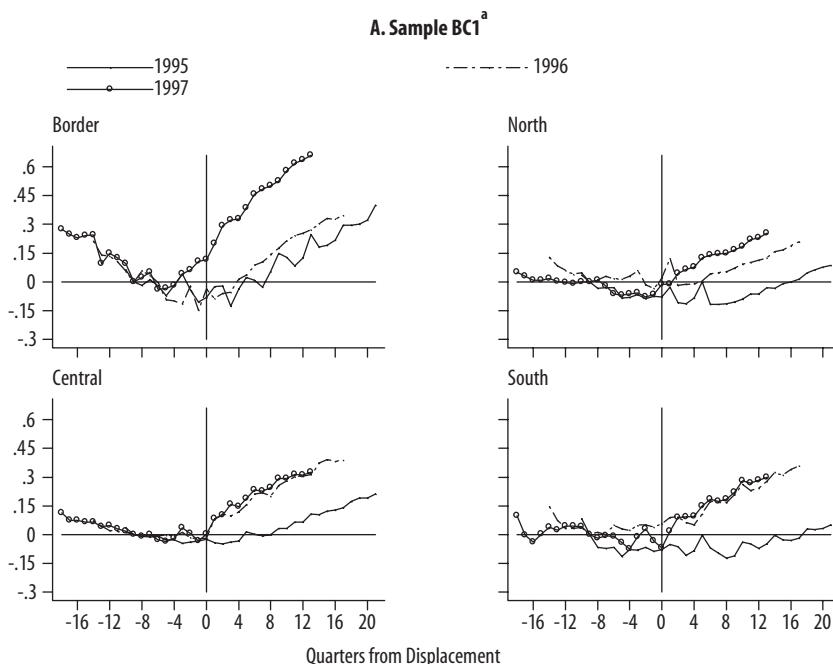 A. Sample BC1a
1995
1996
1997
Border
North
.6
.45
.3
.15
0
-.15
-.3
Central
South
.6
.45
.3
.15
0
-.15
-.3
-16 -12 -8 -4 0 4 8 12 16 20
-16 -12 -8 -4 0 4 8 12 16 20
Quarters from Displacement